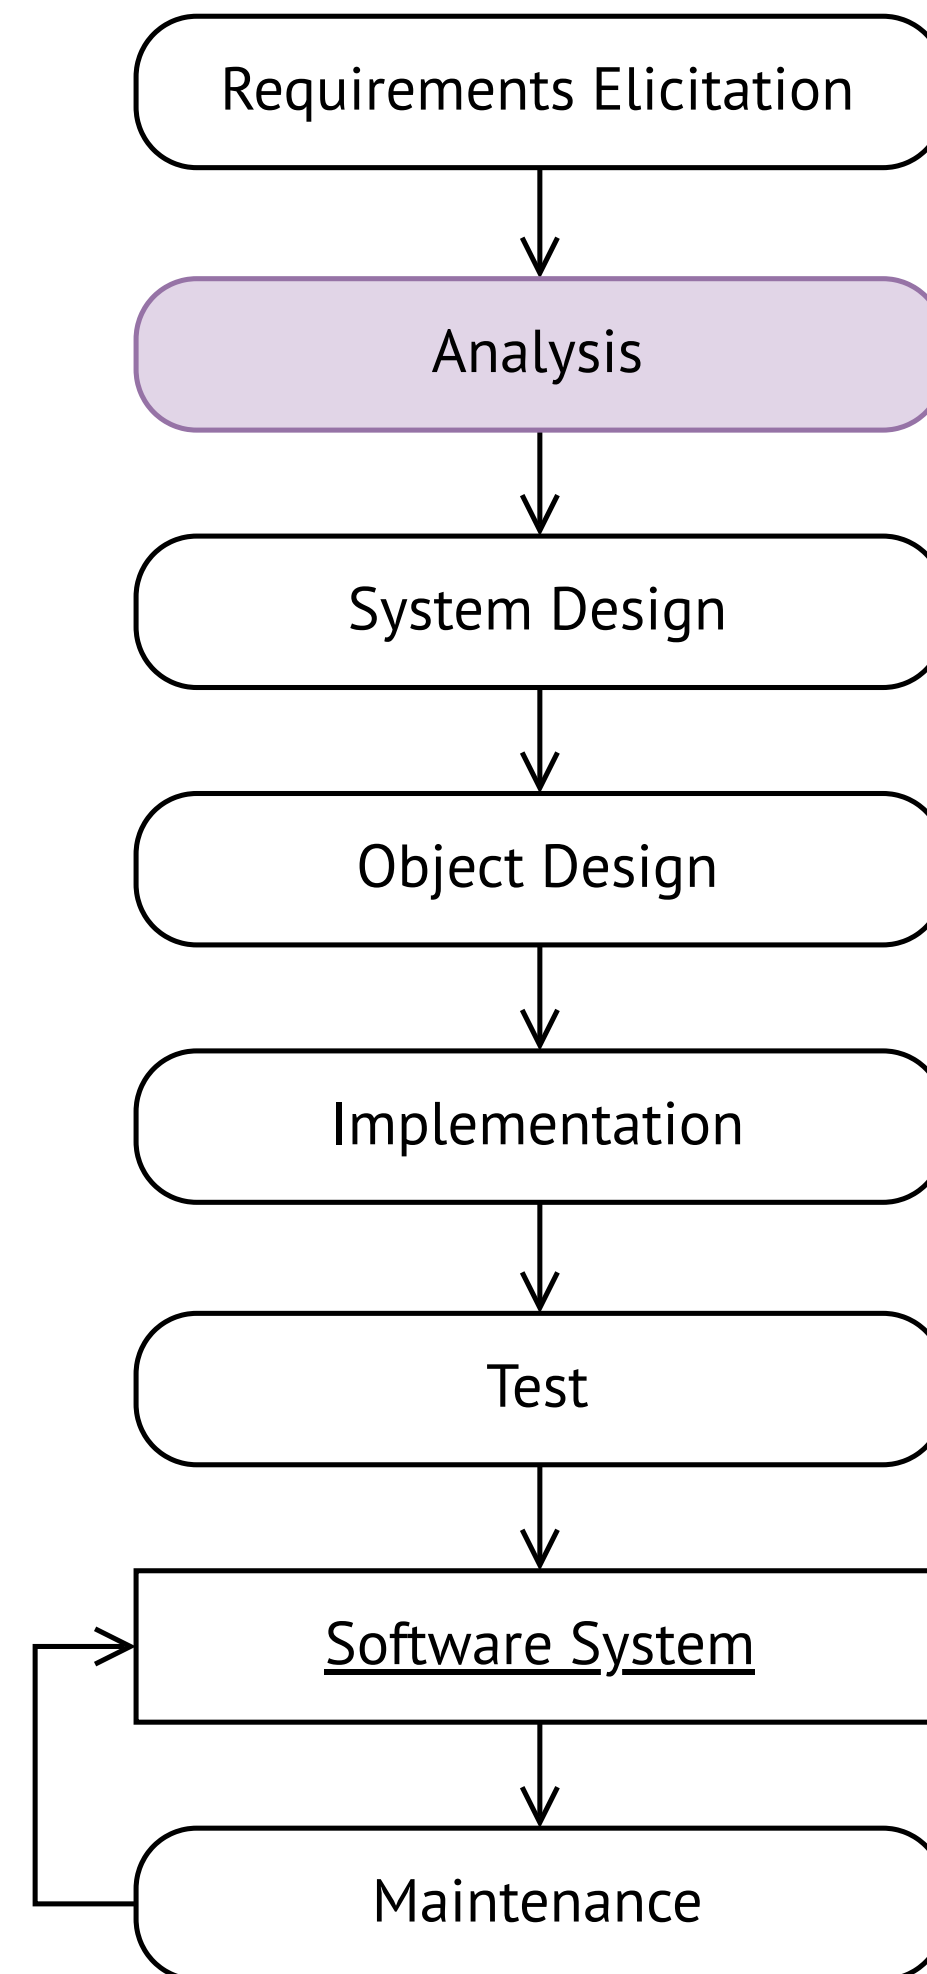 Requirements Elicitation
Analysis
System Design
Object Design
Implementation
Test
Software System
Maintenance